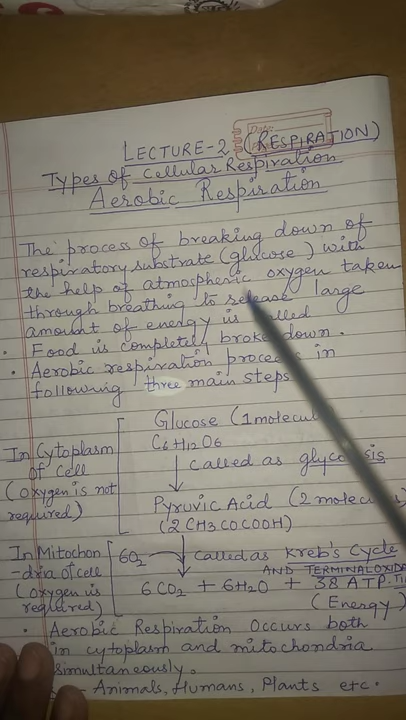 LECTURE-2 (RESPIRATION)
Types of Cellular Respiration
Aerobic Respiration
The process of breaking down of
respiratory substrate (glucose) with
the help of atmospheric oxygen taken
through breathing to release large
amount of energy is called
• Food is completely broken down.
• Aerobic respiration proceeds in
following three main steps
Glucose (1 molecul
C6H12O6
In Cytoplasm
of cell
(oxygen is not
required)
called as glycolysis
Pyruvic Acid (2 molecules)
(2 CH3COCOOH)
In Mitochon
-dria of cell
(oxygen is
required)
6O2
called as Kreb's Cycle
AND TERMINAL OXIDA
6CO2 + 6H2O + 38 ATP.
(Energy)
• Aerobic Respiration Occurs both
in cytoplasm and mitochondria
simultaneously.
- Animals, Humans, Plants etc.